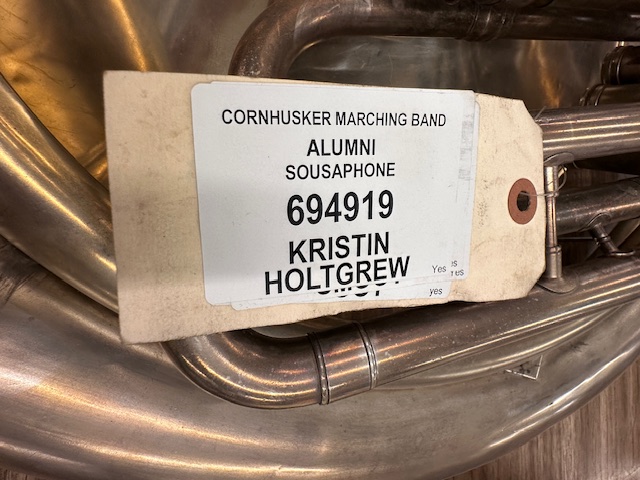 CORNHUSKER MARCHING BAND
ALUMNI
SOUSAPHONE
694919
KRISTIN
HOLTGREW
Yes
yes